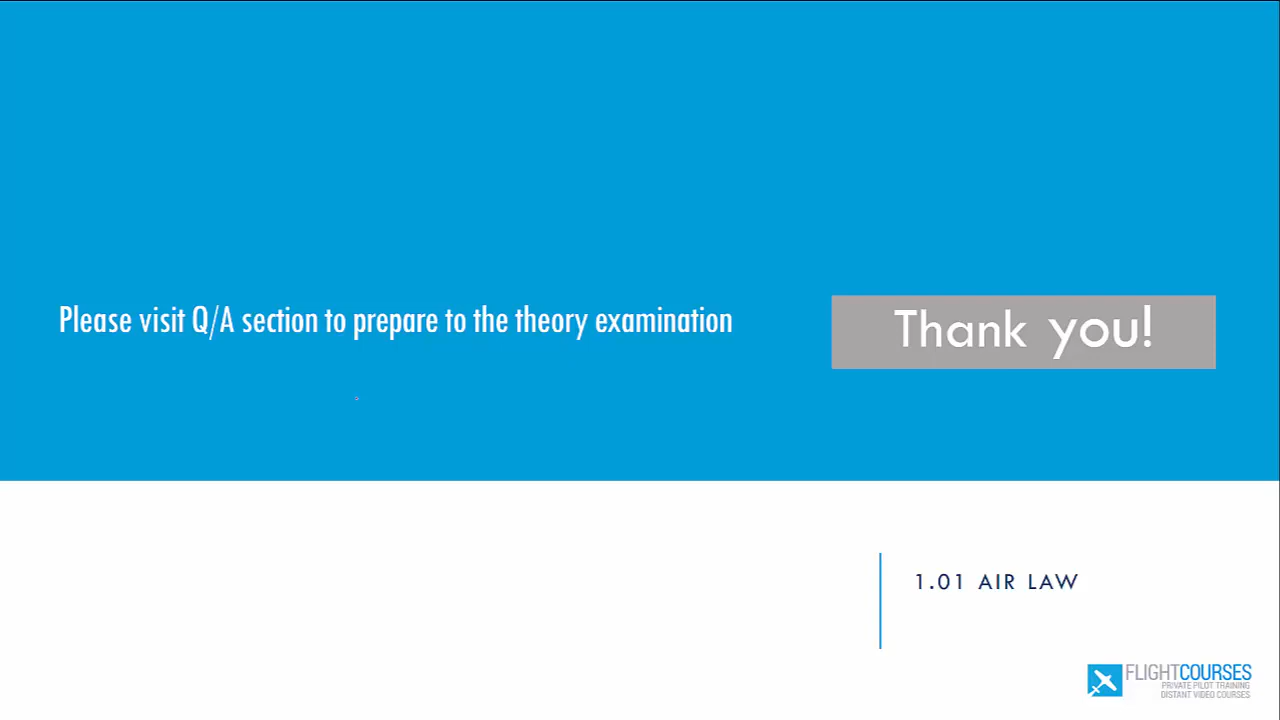 Please visit Q/A section to prepare to the theory examination
Thank you!
1.01 AIR LAW
FLIGHTCOURSES
PRIVATE PILOT TRAINING
DISTANT VIDEO COURSES